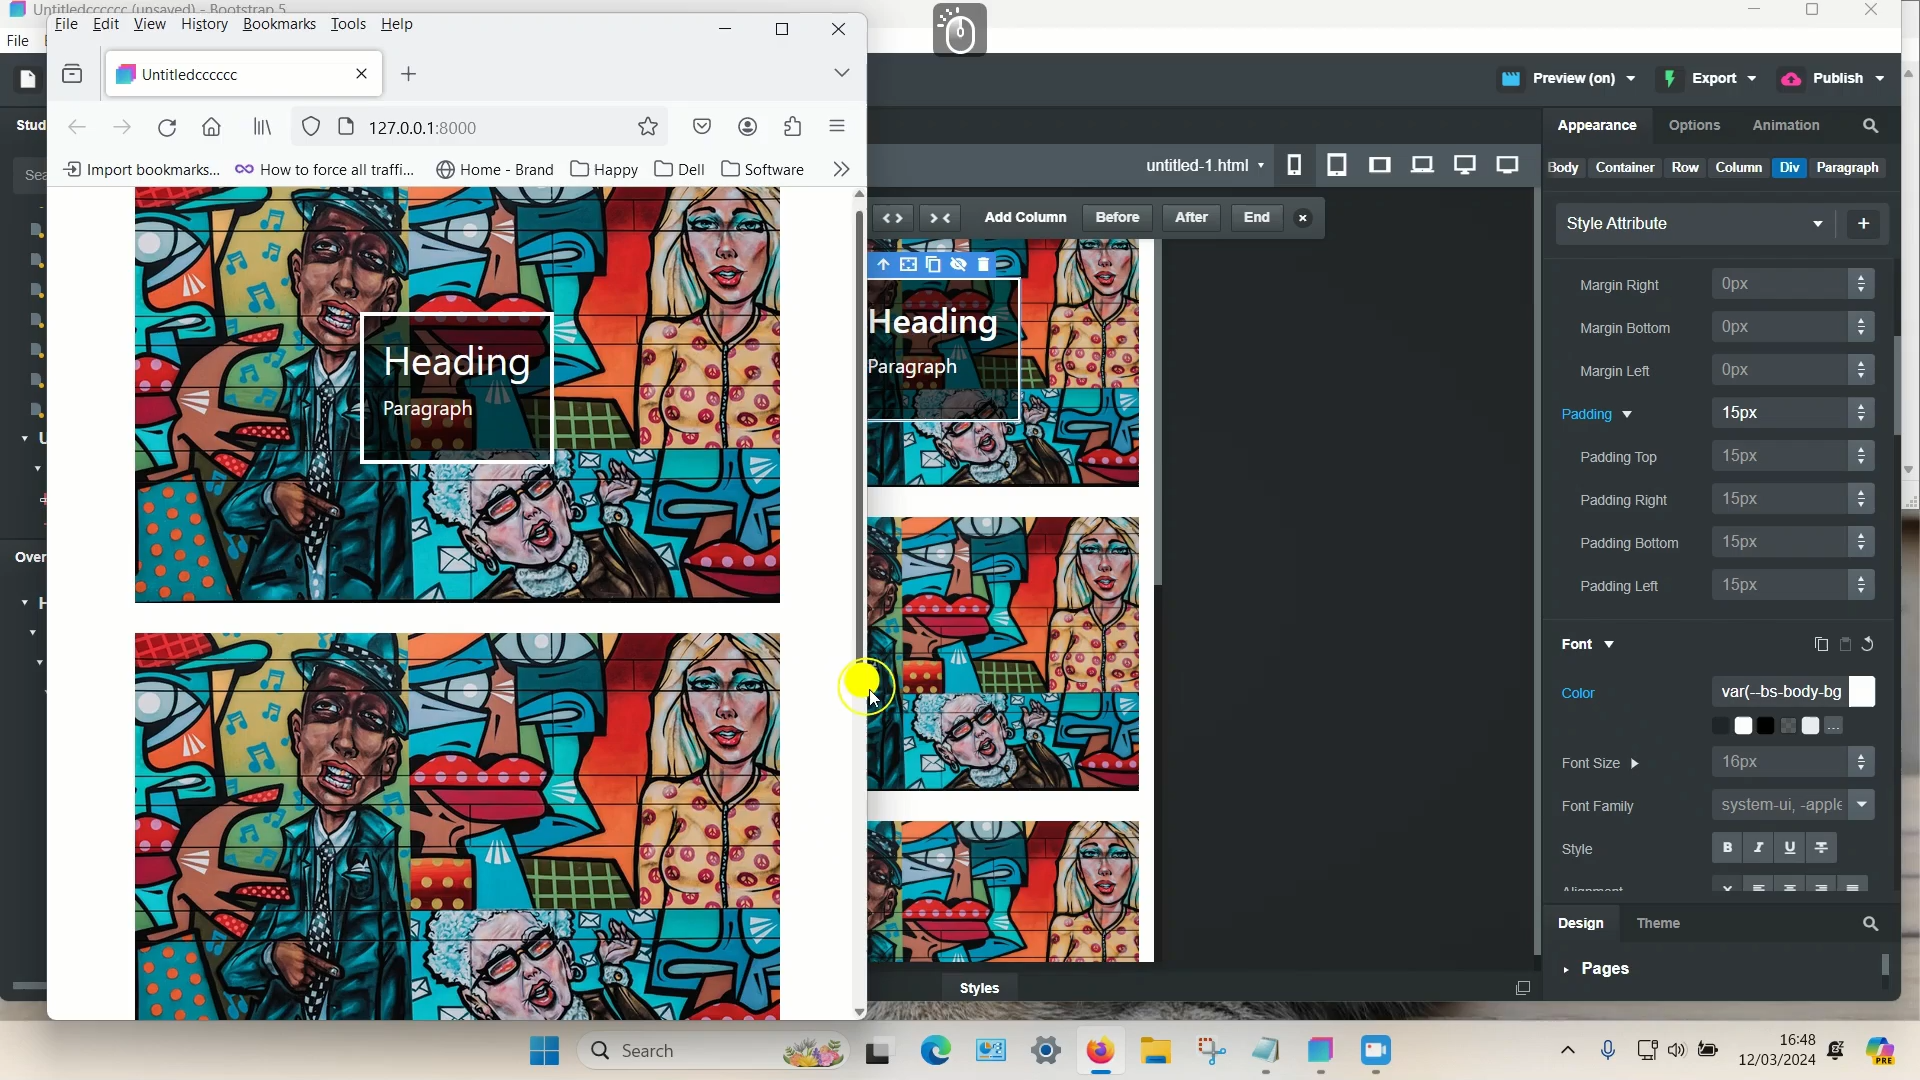 Untitledcccccc (unsaved) - Bootstrap 5
File
File Edit View History Bookmarks Tools Help
Untitledcccccc
127.0.0.1:8000
Import bookmarks...
How to force all traffi...
Home - Brand
Happy
Dell
Software
Heading
Paragraph
Stud
Sea
Over
H
Preview (on)
Export
Publish
untitled-1.html
Add Column
Before
After
End
Heading
Paragraph
Styles
Appearance
Options
Animation
Body
Container
Row
Column
Div
Paragraph
Style Attribute
Margin Right 0px
Margin Bottom 0px
Margin Left 0px
Padding 15px
Padding Top 15px
Padding Right 15px
Padding Bottom 15px
Padding Left 15px
Font
Color var(--bs-body-bg
Font Size 16px
Font Family system-ui, -apple
Style B I U S
Design
Theme
Pages
Search
16:48
12/03/2024
PRE